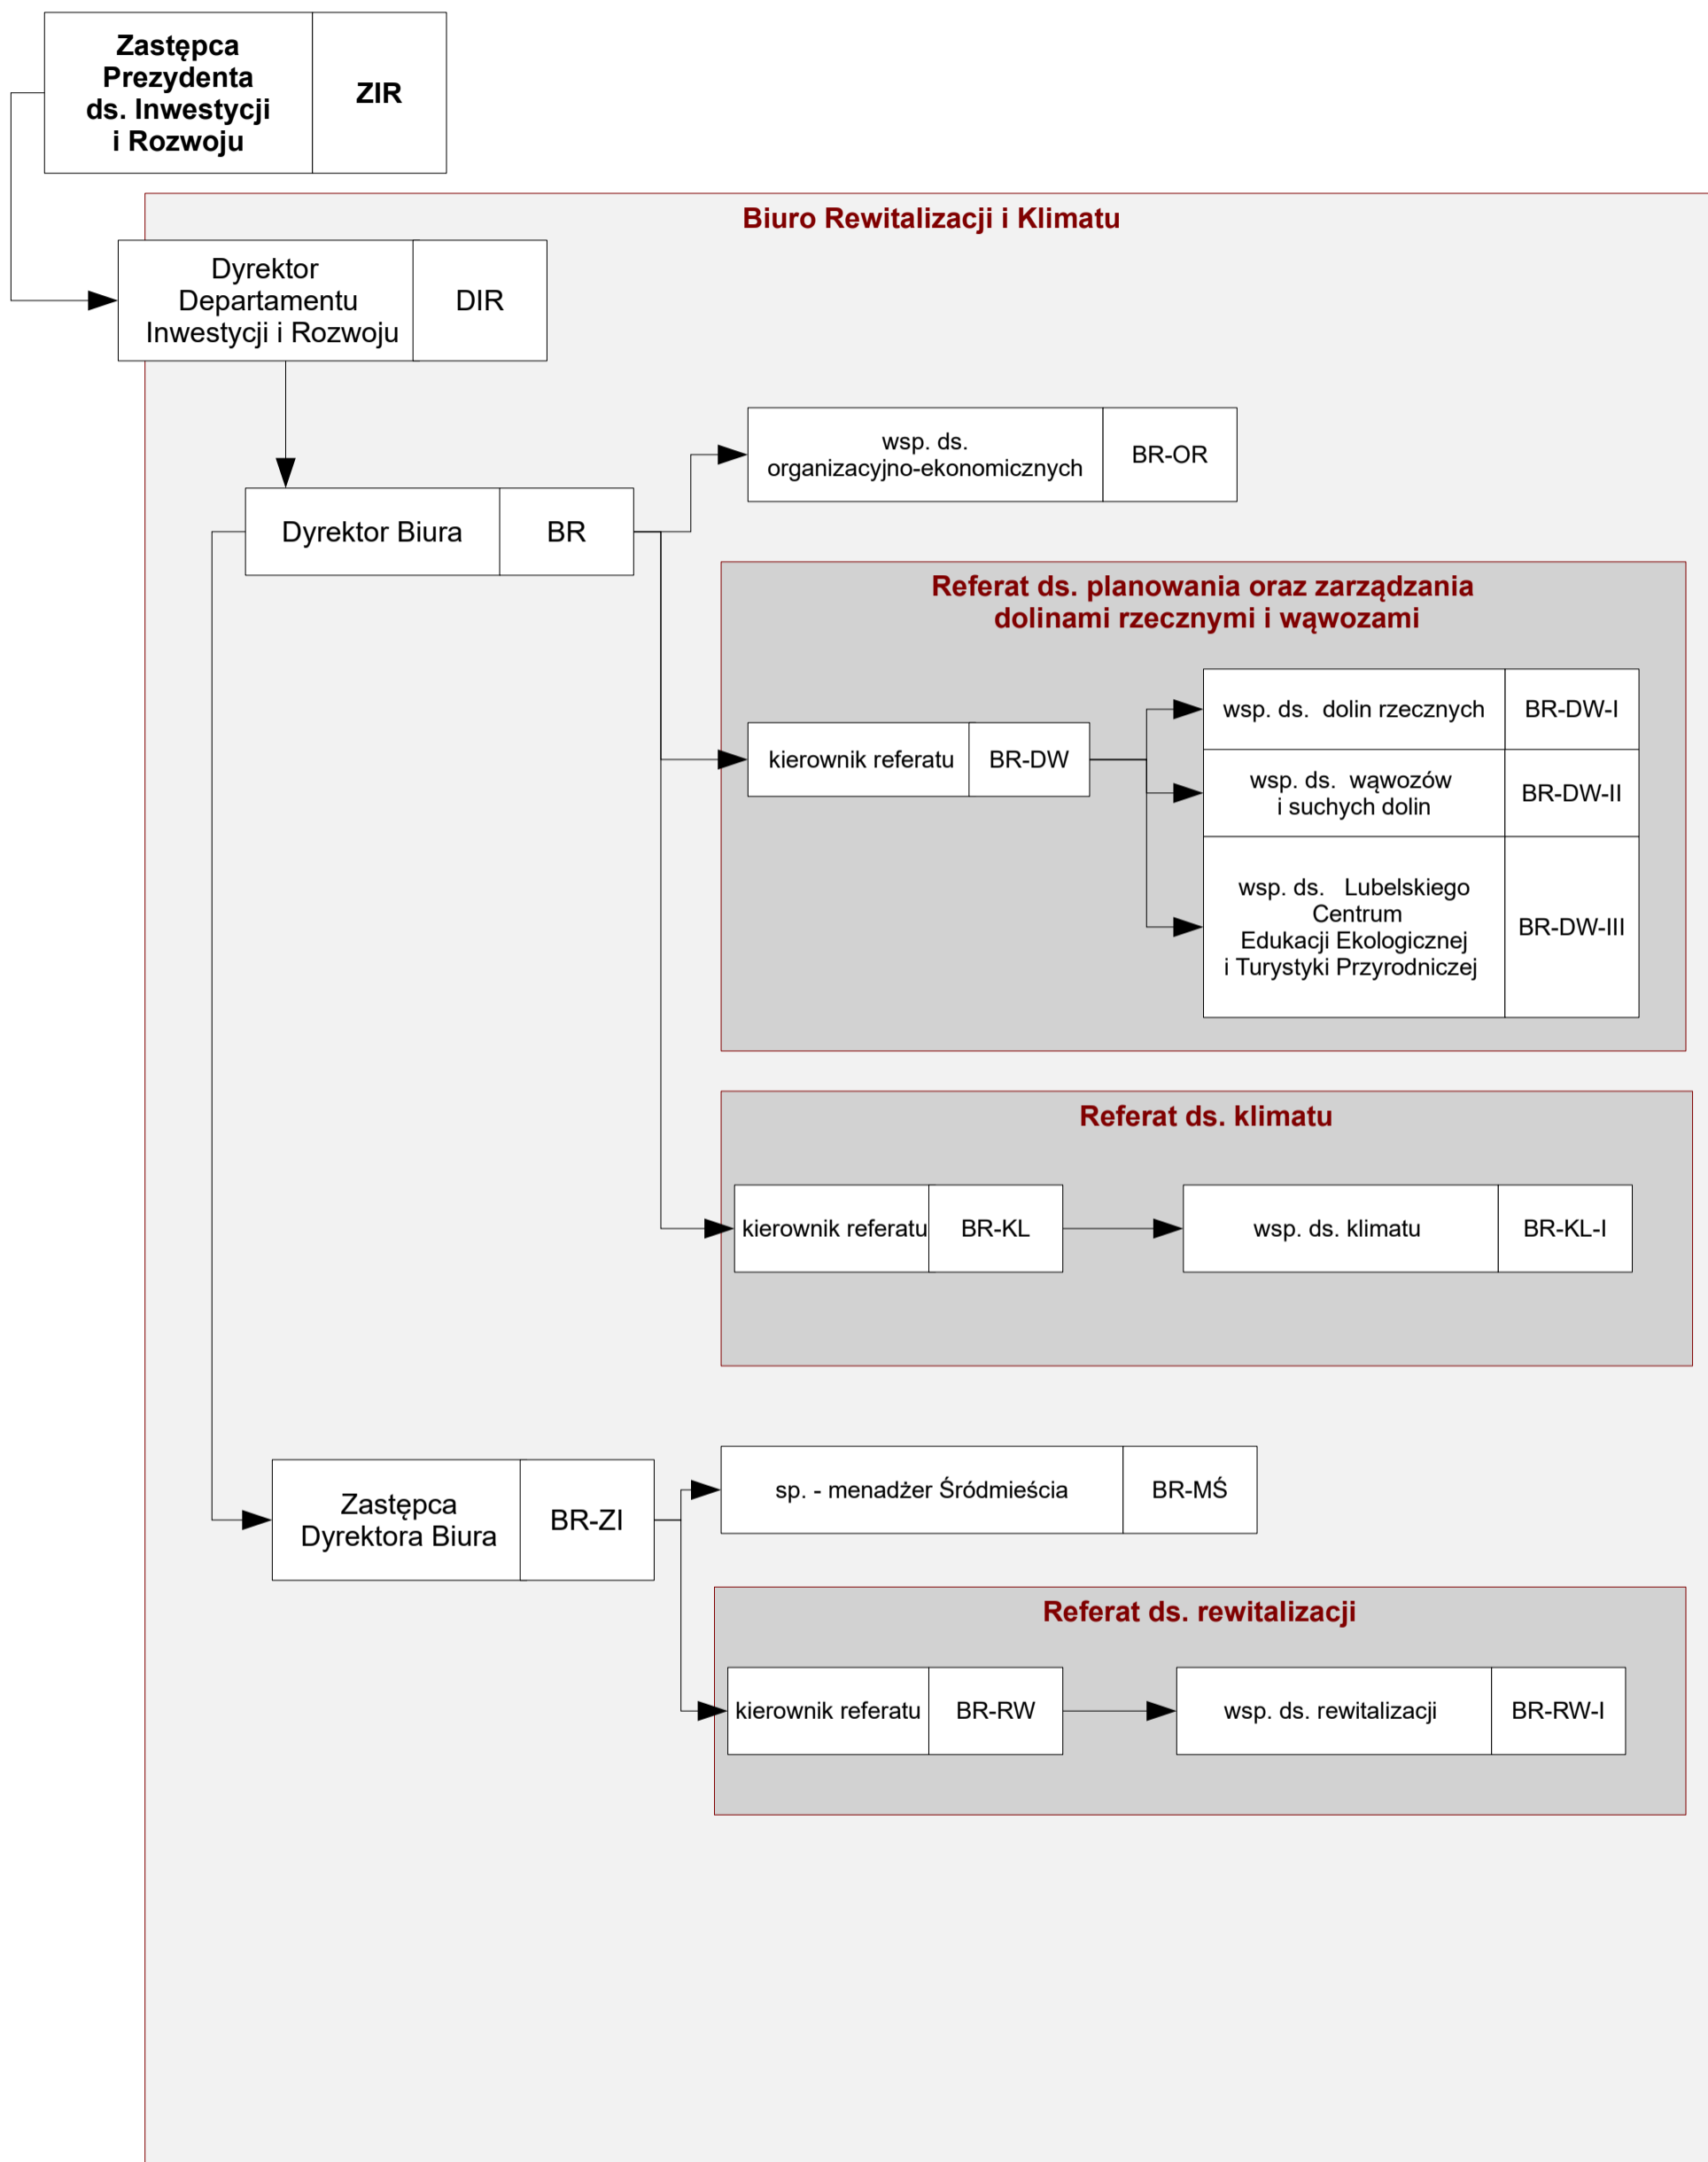 Zastępca
Prezydenta
ds. Inwestycji
i Rozwoju
ZIR
Biuro Rewitalizacji i Klimatu
Dyrektor
Departamentu
Inwestycji i Rozwoju
DIR
wsp. ds.
organizacyjno-ekonomicznych
BR-OR
Dyrektor Biura
BR
Referat ds. planowania oraz zarządzania
dolinami rzecznymi i wąwozami
kierownik referatu
BR-DW
wsp. ds. dolin rzecznych
BR-DW-I
wsp. ds. wąwozów
i suchych dolin
BR-DW-II
wsp. ds. Lubelskiego
Centrum
Edukacji Ekologicznej
i Turystyki Przyrodniczej
BR-DW-III
Referat ds. klimatu
kierownik referatu
BR-KL
wsp. ds. klimatu
BR-KL-I
Zastępca
Dyrektora Biura
BR-ZI
sp. - menadżer Śródmieścia
BR-MŚ
Referat ds. rewitalizacji
kierownik referatu
BR-RW
wsp. ds. rewitalizacji
BR-RW-I